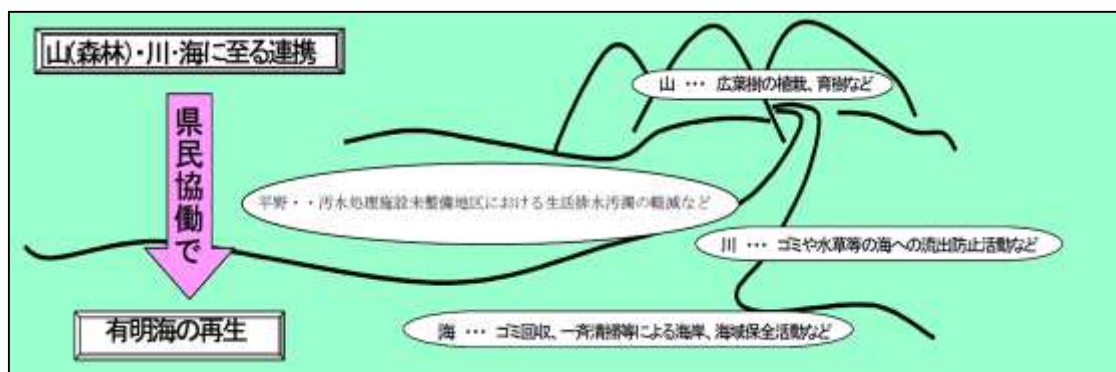 山(森林)・川・海に至る連携
県民協働で
有明海の再生
山 ・・・ 広葉樹の植栽、育樹など
平野・・汚水処理施設未整備地区における生活排水汚濁の軽減など
川 ・・・ ゴミや水草等の海への流出防止活動など
海 ・・・ ゴミ回収、一斉清掃等による海岸、海域保全活動など